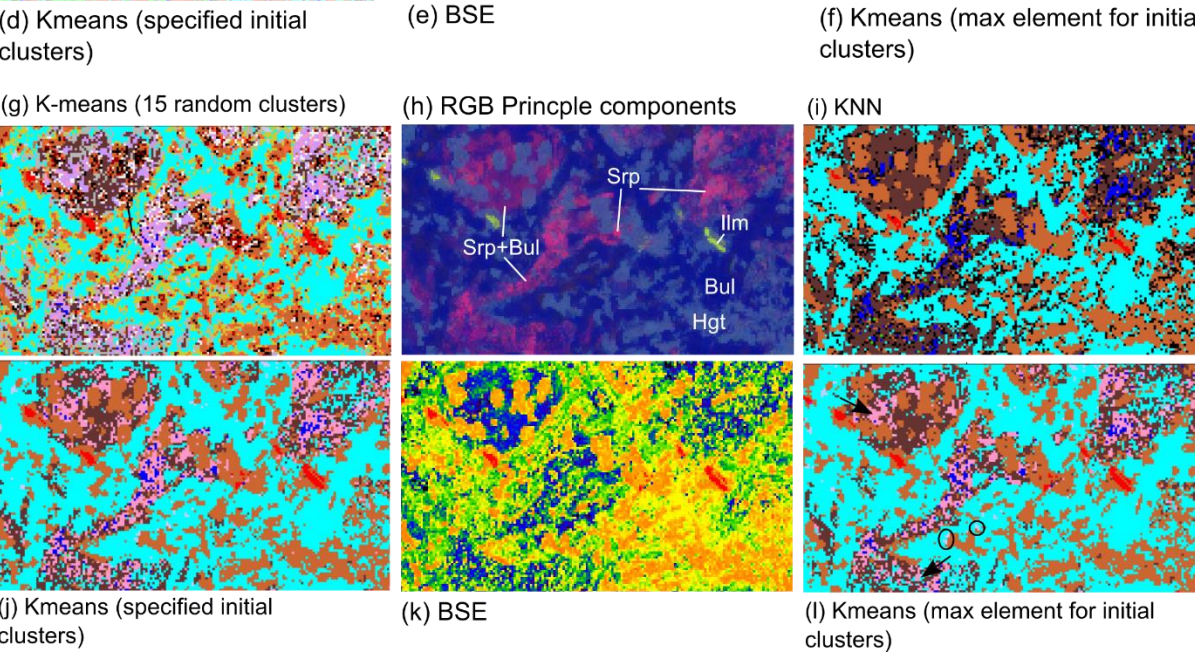 (d) Kmeans (specified initial
clusters)
(e) BSE
(f) Kmeans (max element for initial
clusters)
(g) K-means (15 random clusters)
(h) RGB Princple components
(i) KNN
Srp
Ilm
Srp+Bul
Bul
Hgt
(j) Kmeans (specified initial
clusters)
(k) BSE
(l) Kmeans (max element for initial
clusters)